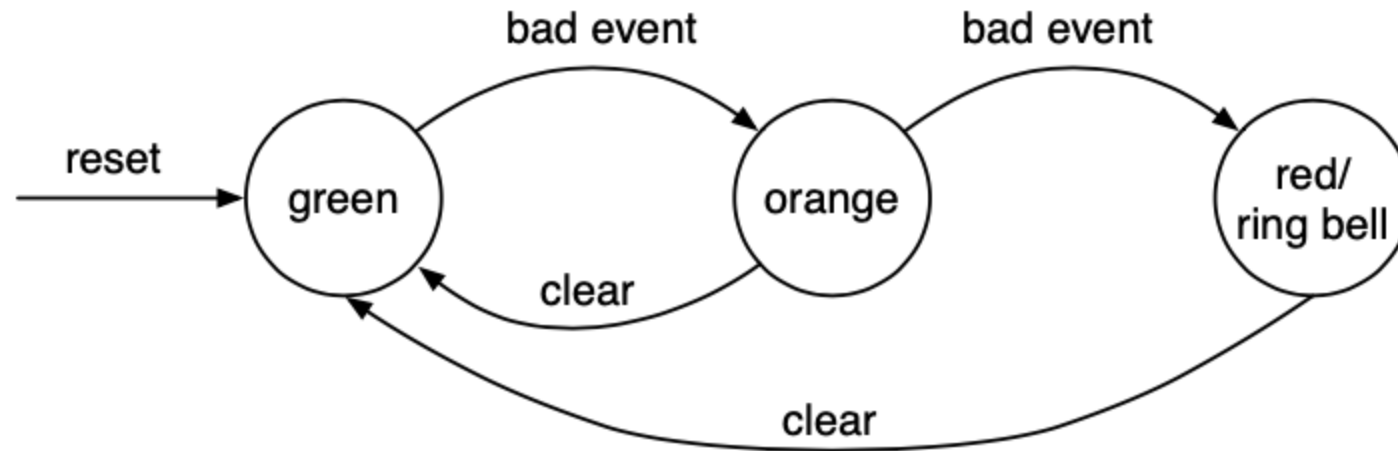 bad event
bad event
reset
green
orange
red/
ring bell
clear
clear